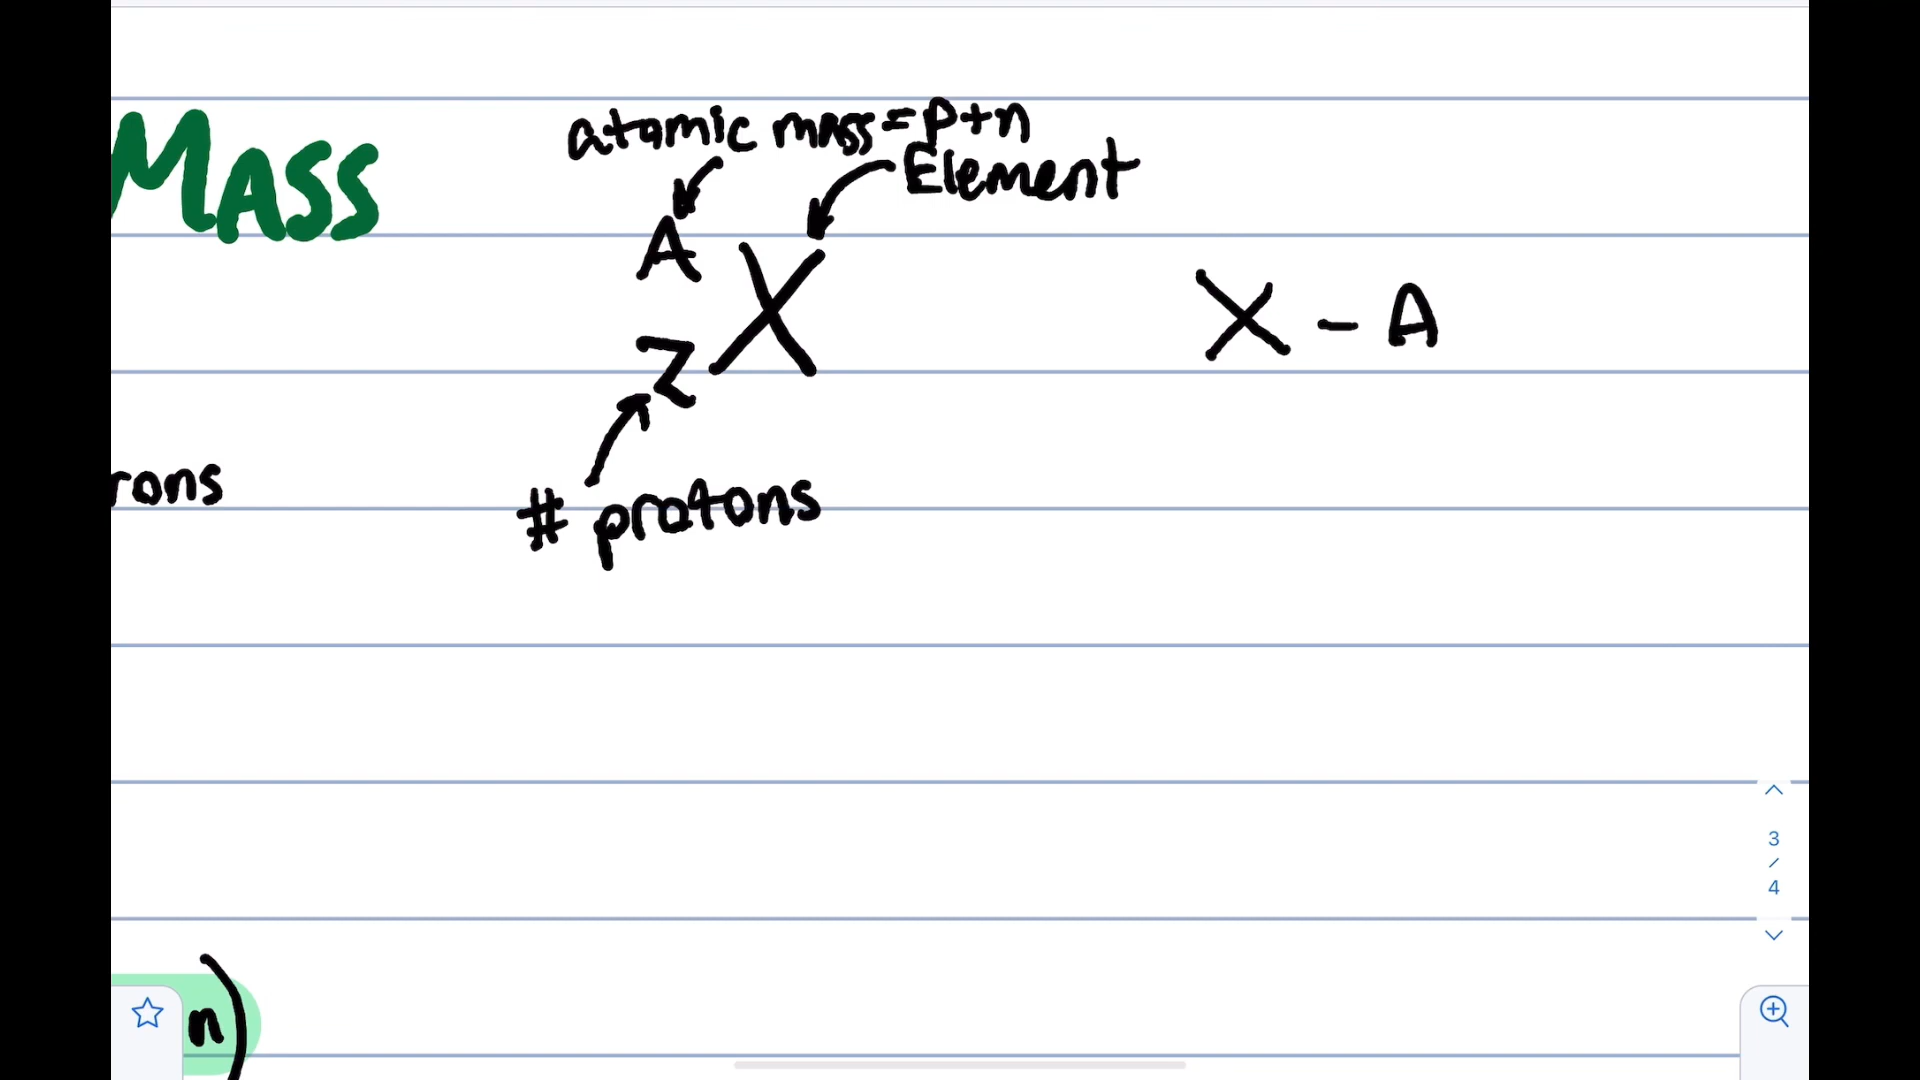 MASS
atomic mass = p+n
Element
A
X
Z
X - A
rons
# protons
n)
3
/
4